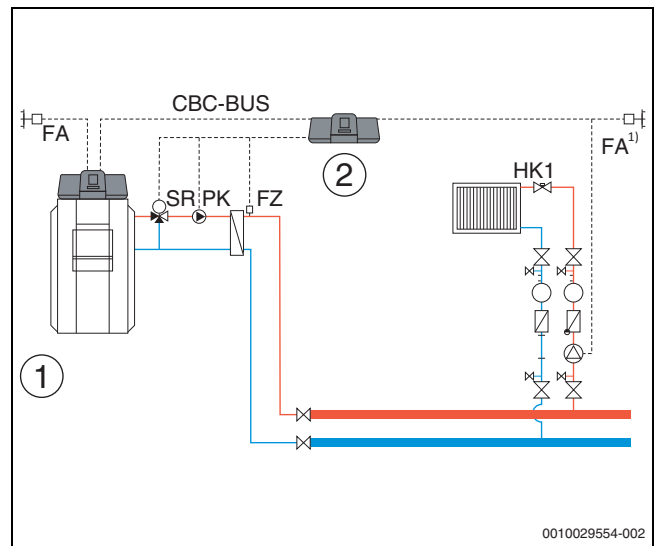 CBC-BUS
FA
FA¹⁾
2
HK1
SR PK FZ
1
0010029554-002